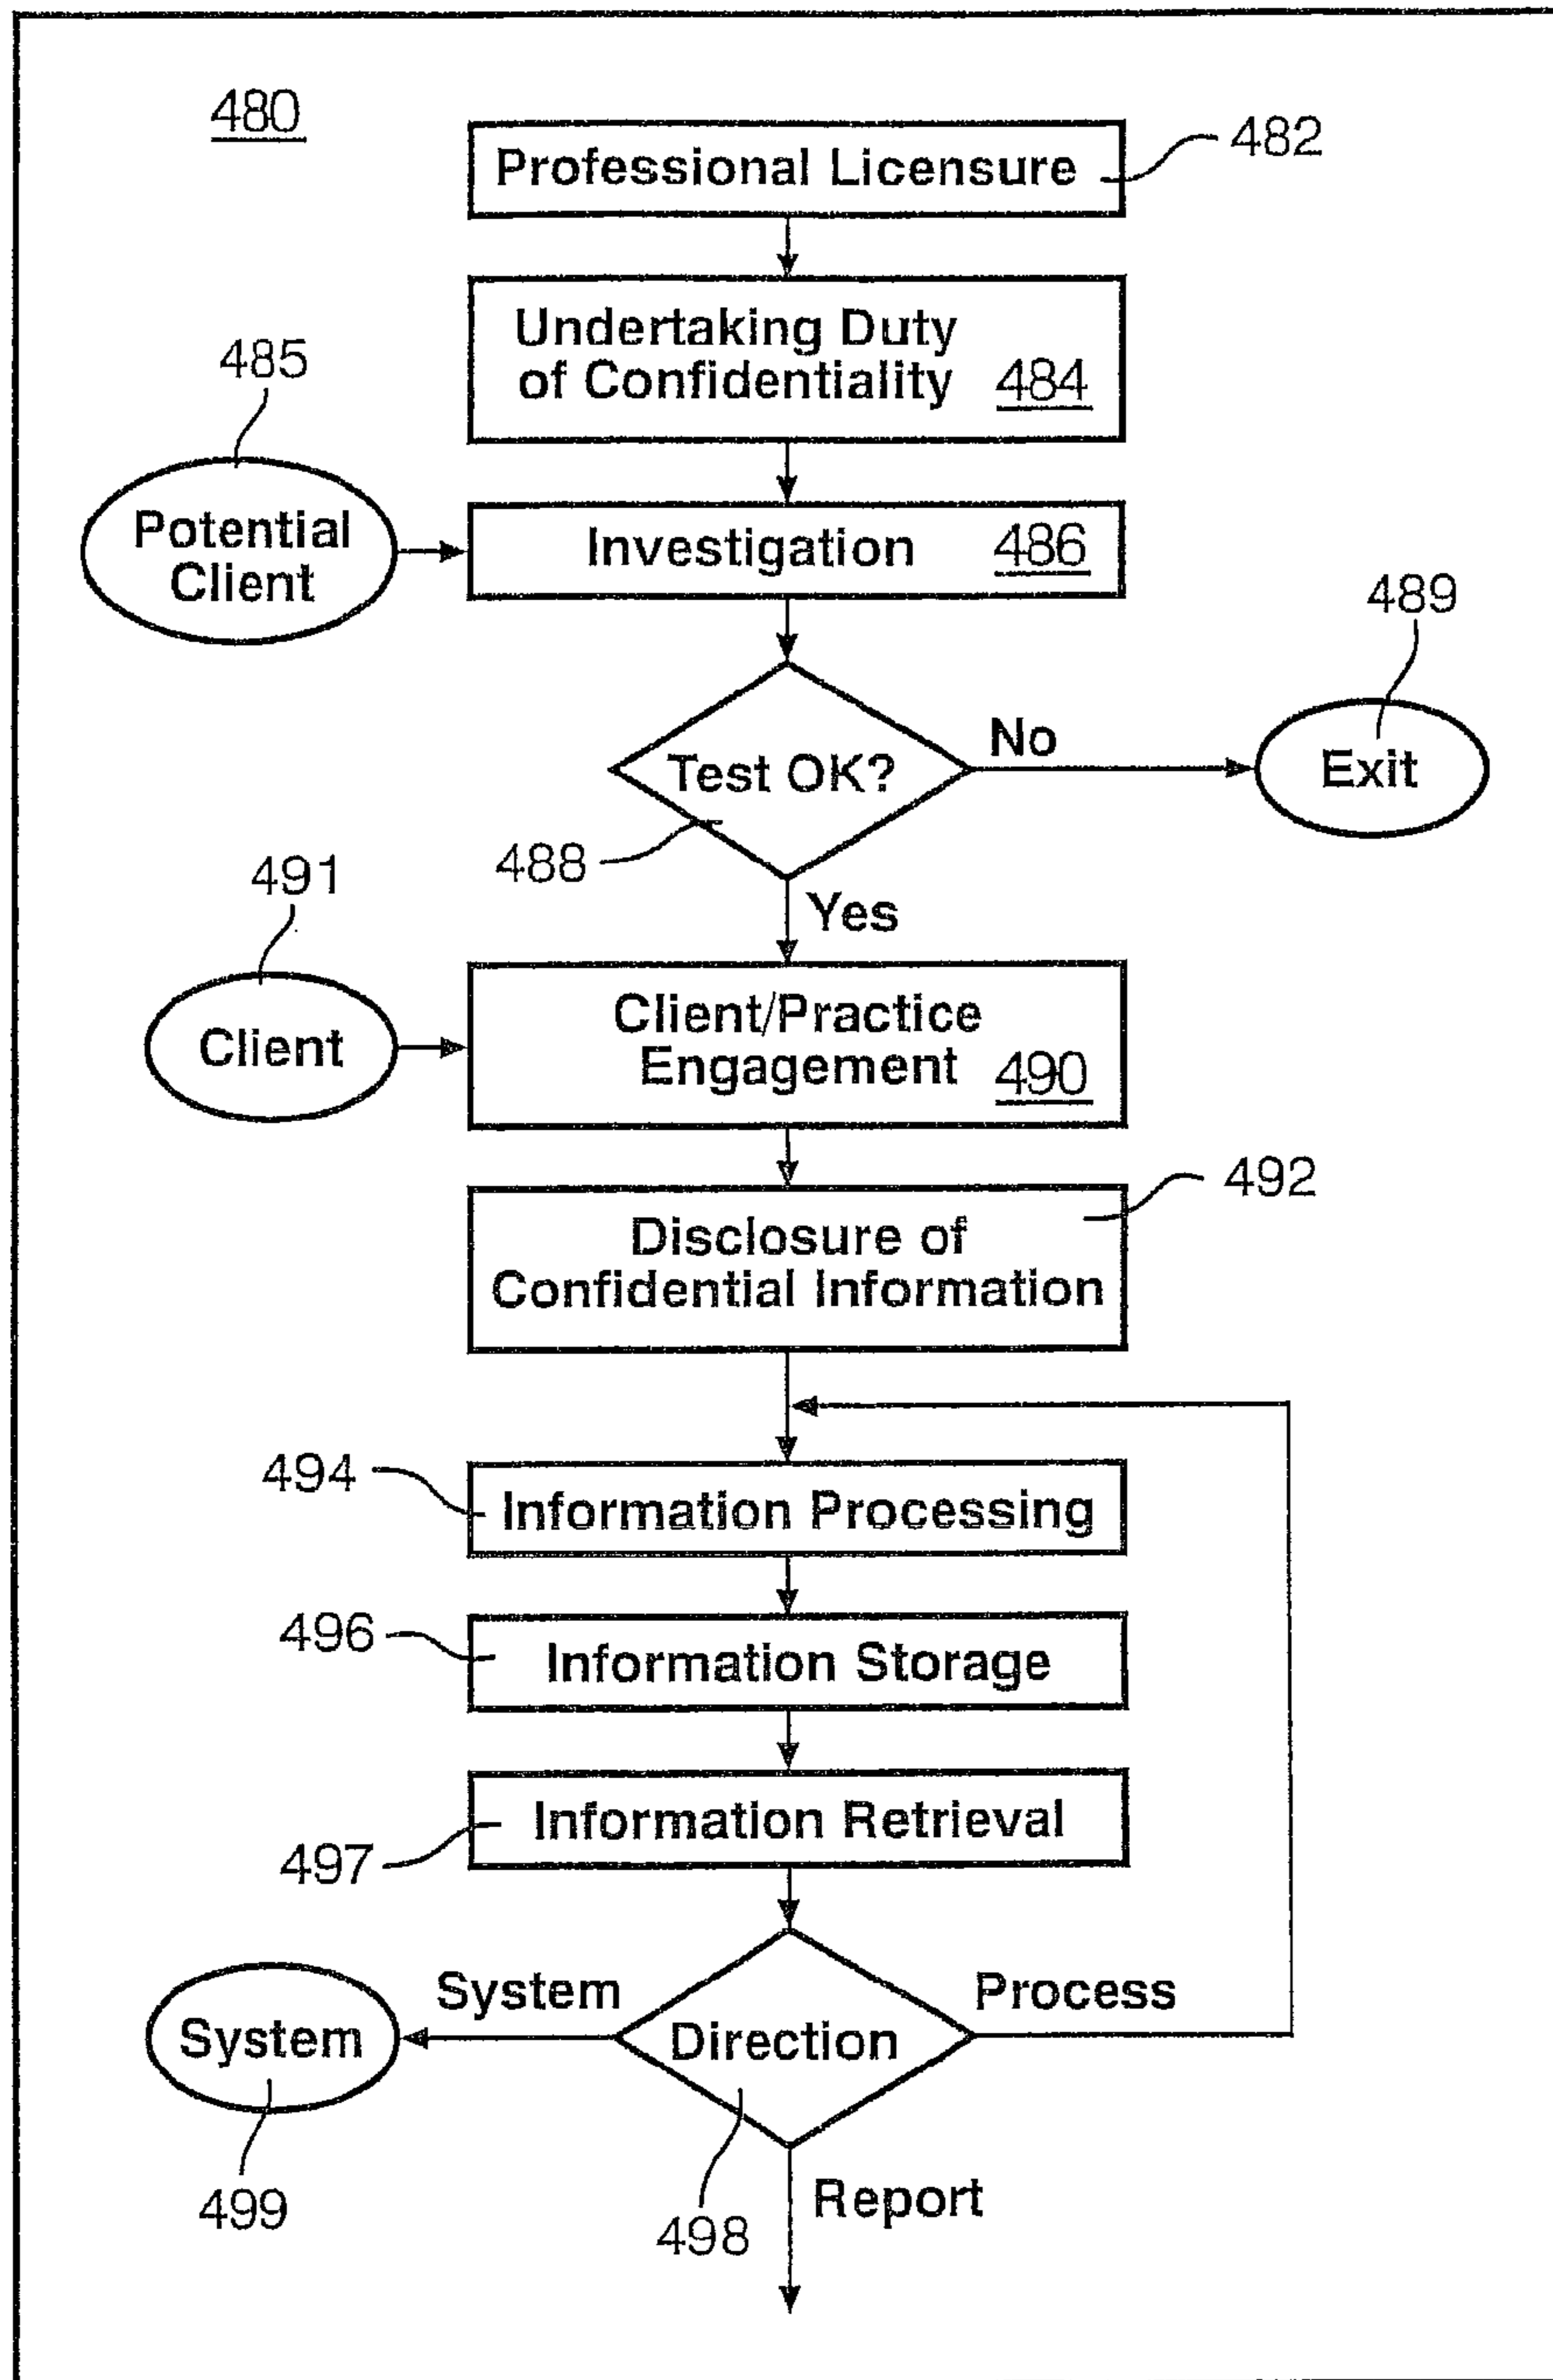 480
Professional Licensure
482
Undertaking Duty
of Confidentiality 484
485
Potential
Client
Investigation 486
489
Test OK?
No
Exit
488
Yes
491
Client
Client/Practice
Engagement 490
492
Disclosure of
Confidential Information
494
Information Processing
496
Information Storage
Information Retrieval
497
System
Process
System
Direction
499
498
Report